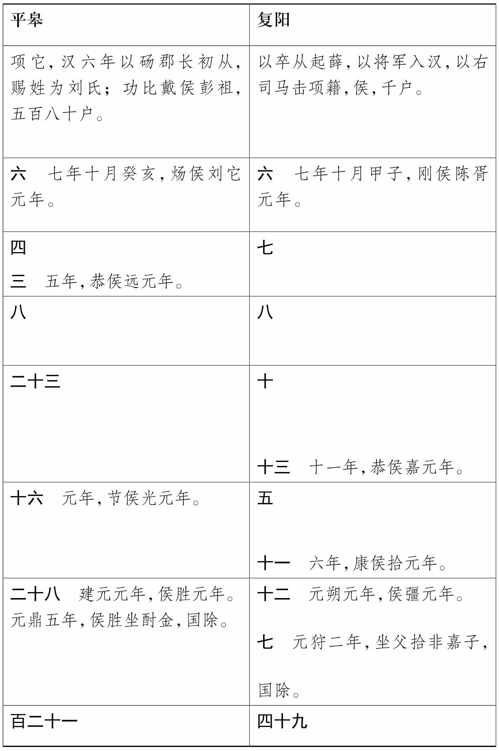 平皋
复阳
项它，汉六年以砀郡长初从，
赐姓为刘氏；功比戴侯彭祖，
五百八十户。
以卒从起薛，以将军入汉，以右
司马击项籍，侯，千户。
六　七年十月癸亥，炀侯刘它
元年。
六　七年十月甲子，刚侯陈胥
元年。
四
三　五年，恭侯远元年。
七
八
八
二十三
十
十三　十一年，恭侯嘉元年。
十六　元年，节侯光元年。
五
十一　六年，康侯拾元年。
二十八　建元元年，侯胜元年。
元鼎五年，侯胜坐酎金，国除。
十二　元朔元年，侯疆元年。
七　元狩二年，坐父拾非嘉子，
国除。
百二十一
四十九